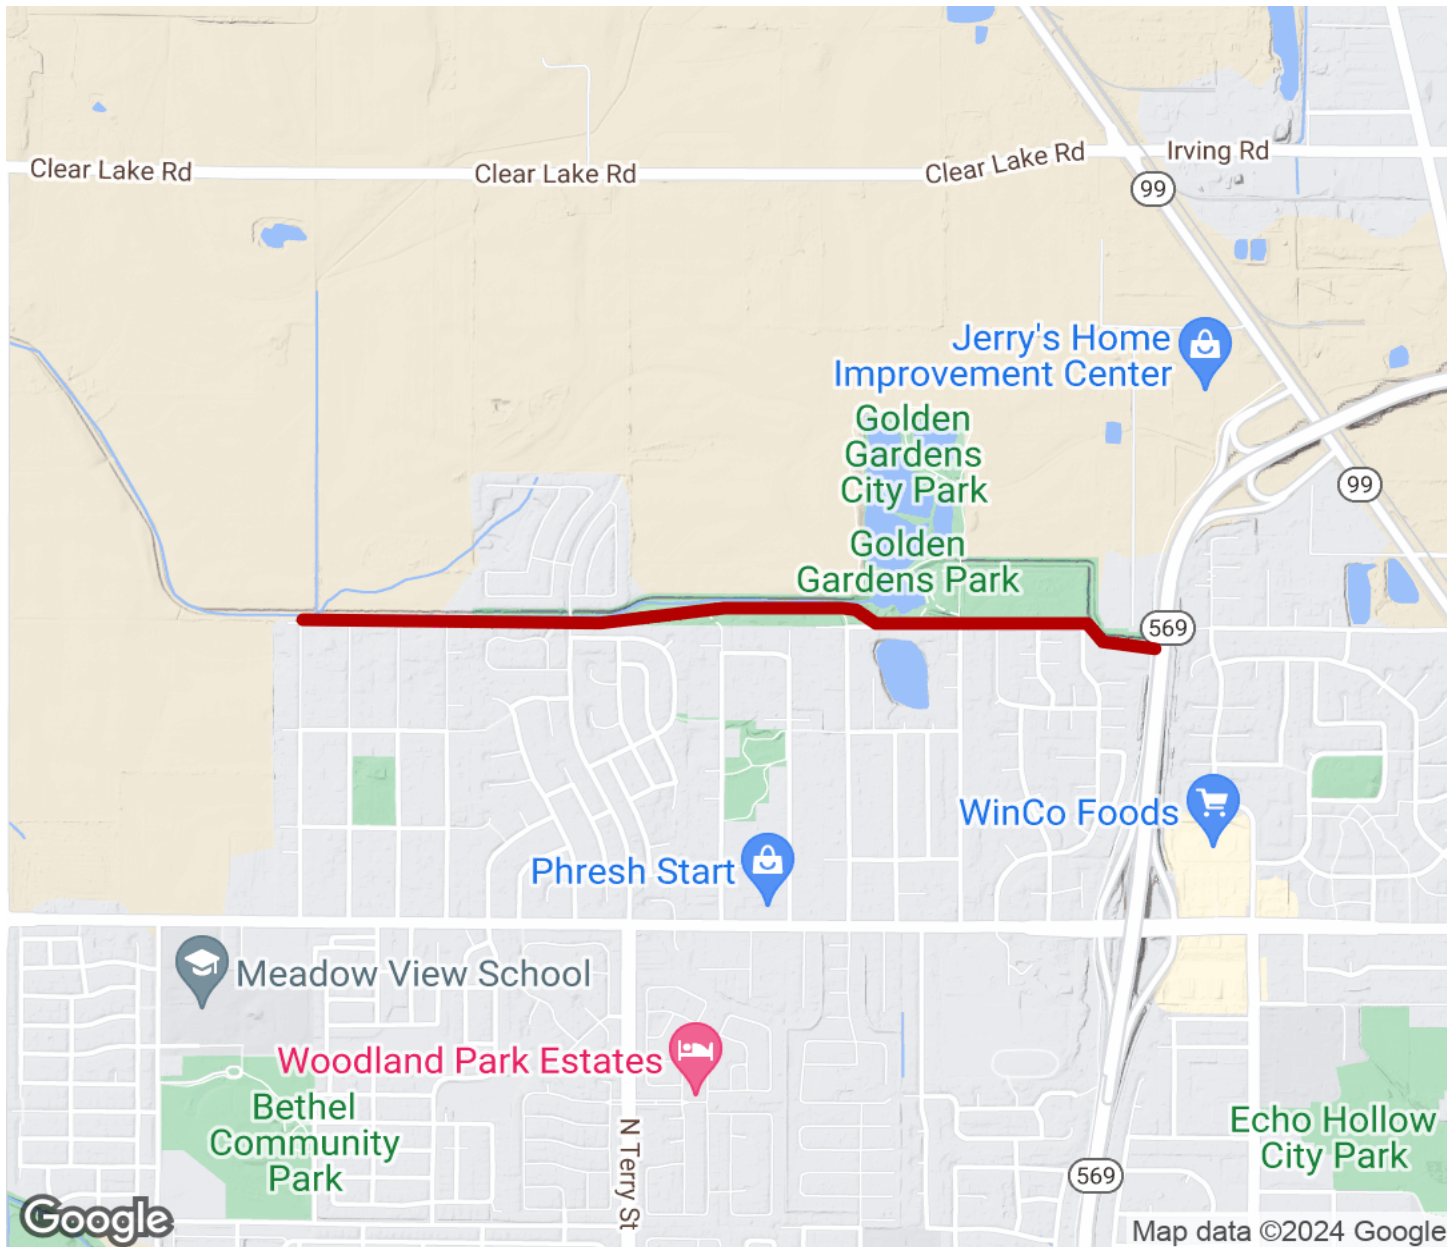 Clear Lake Rd
Clear Lake Rd
Clear Lake Rd
Irving Rd
99
Jerry's Home
Improvement Center
Golden
Gardens
City Park
99
Golden
Gardens Park
569
WinCo Foods
Phresh Start
Meadow View School
Woodland Park Estates
Bethel
Community
Park
N Terry St
Echo Hollow
City Park
569
Google
Map data ©2024 Google